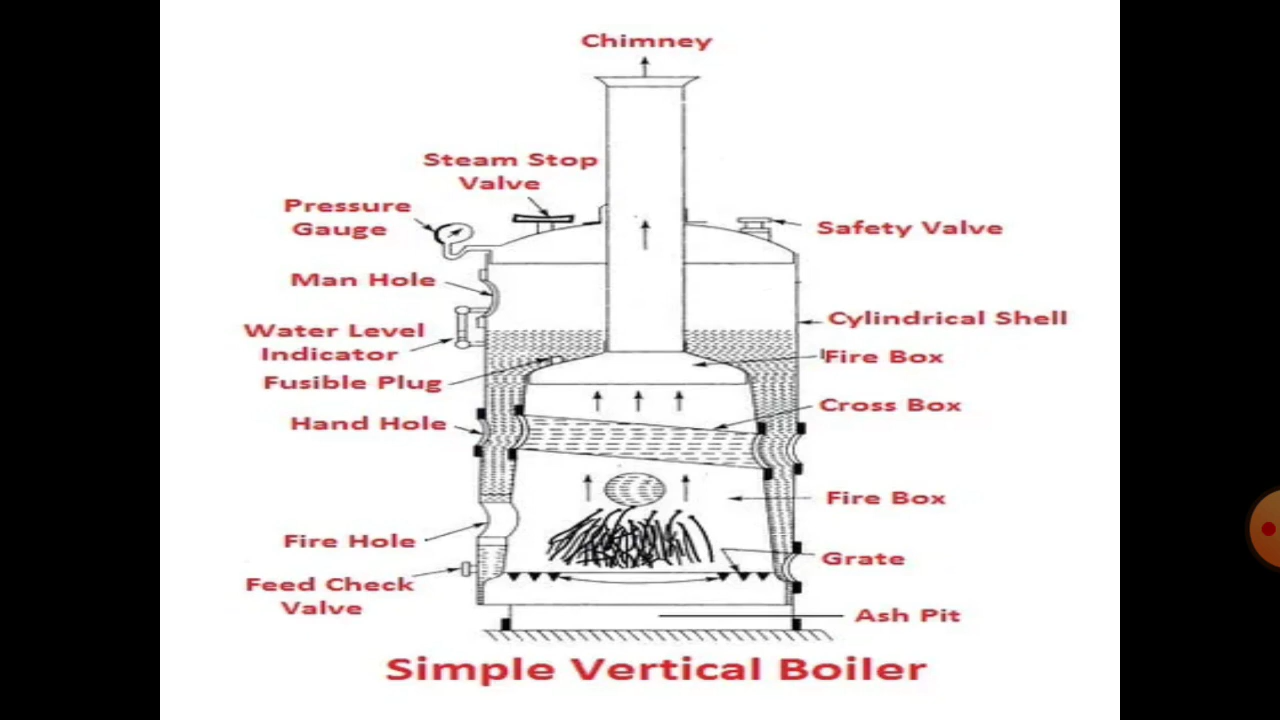 Chimney
Steam Stop
Valve
Pressure
Gauge
Safety Valve
Man Hole
Cylindrical Shell
Water Level
Indicator
Fire Box
Fusible Plug
Cross Box
Hand Hole
Fire Box
Fire Hole
Grate
Feed Check
Valve
Ash Pit
Simple Vertical Boiler